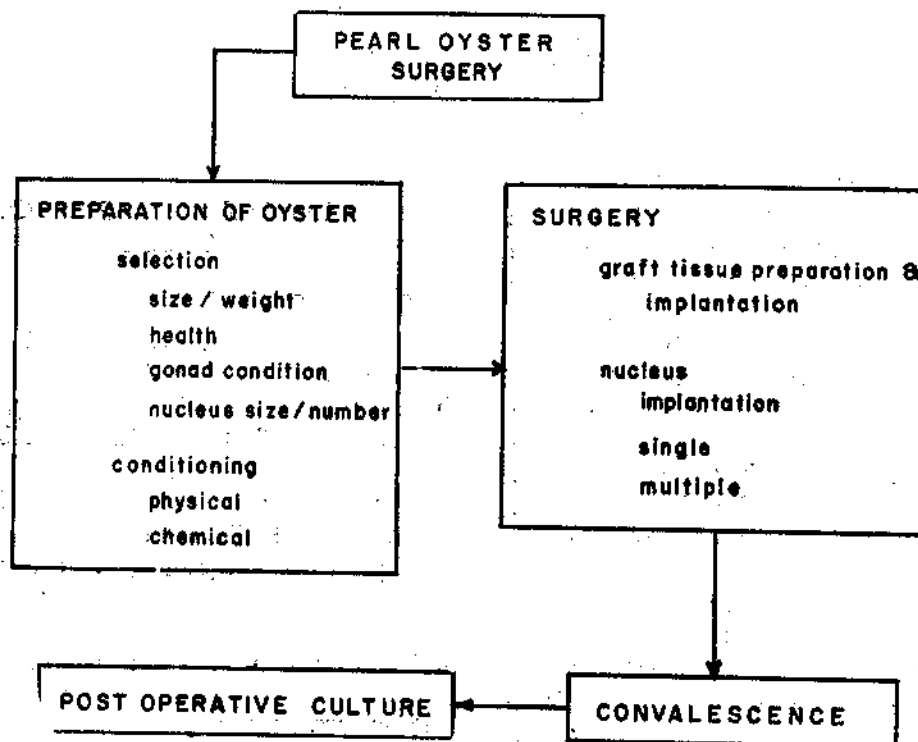 PEARL OYSTER
SURGERY
PREPARATION OF OYSTER
selection
size / weight
health
gonad condition
nucleus size / number
conditioning
physical
chemical
SURGERY
graft tissue preparation &
implantation
nucleus
implantation
single
multiple
POST OPERATIVE CULTURE
CONVALESCENCE